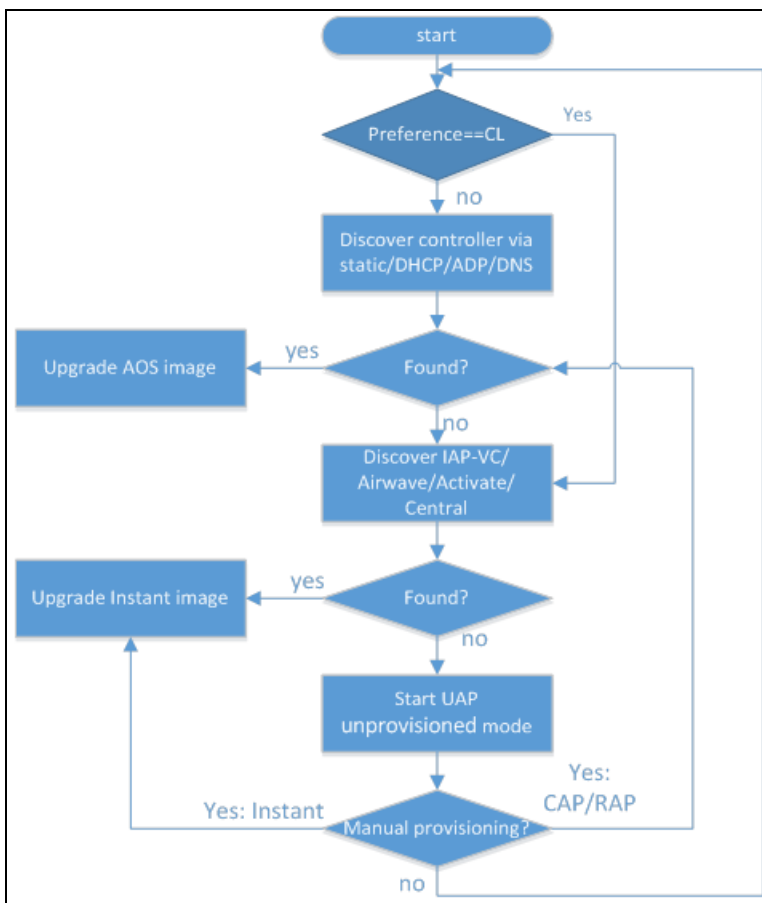 start
Preference==CL
Yes
no
Discover controller via
static/DHCP/ADP/DNS
Upgrade AOS image
yes
Found?
no
Discover IAP-VC/
Airwave/Activate/
Central
Upgrade Instant image
yes
Found?
no
Start UAP
unprovisioned mode
Yes: Instant
Manual provisioning?
Yes:
CAP/RAP
no